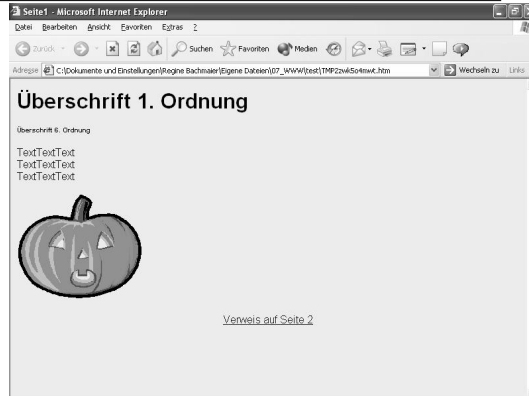 Seite1 - Microsoft Internet Explorer
Datei Bearbeiten Ansicht Favoriten Extras ?
Zurück Suchen Favoriten Medien
Adresse C:\Dokumente und Einstellungen\Regine Bachmaier\Eigene Dateien\07_WWW\test\TMP2zwk5o4mwt.htm Wechseln zu Links
Überschrift 1. Ordnung
Überschrift 6. Ordnung
TextTextText
TextTextText
TextTextText
Verweis auf Seite 2